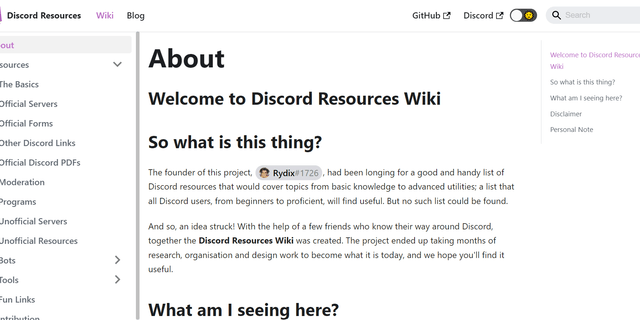 Discord Resources Wiki Blog GitHub Discord Search
About
Welcome to Discord Resources Wiki
So what is this thing?
The founder of this project, Rydix#1726, had been longing for a good and handy list of
Discord resources that would cover topics from basic knowledge to advanced utilities; a list that
all Discord users, from beginners to proficient, will find useful. But no such list could be found.
And so, an idea struck! With the help of a few friends who know their way around Discord,
together the Discord Resources Wiki was created. The project ended up taking months of
research, organisation and design work to become what it is today, and we hope you'll find it
useful.
What am I seeing here?
out
sources
The Basics
Official Servers
Official Forms
Other Discord Links
Official Discord PDFs
Moderation
Programs
Unofficial Servers
Unofficial Resources
Bots
Tools
Fun Links
ntribution
Welcome to Discord Resource
Wiki
So what is this thing?
What am I seeing here?
Disclaimer
Personal Note